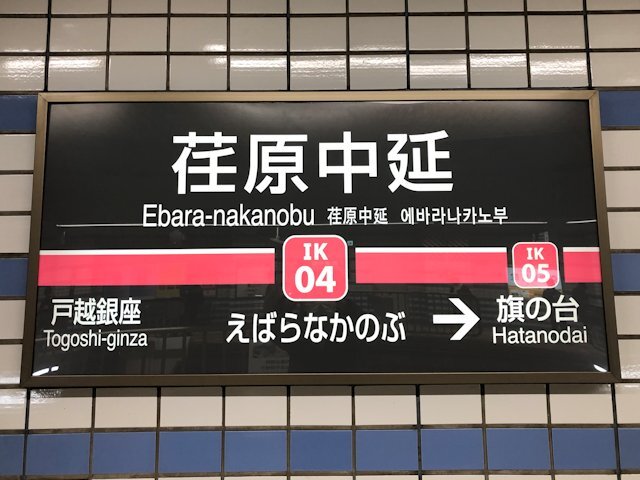 荏原中延
Ebara-nakanobu 荏原中延 에바라나카노부
IK
04
IK
05
戸越銀座
Togoshi-ginza
えばらなかのぶ
→
旗の台
Hatanodai